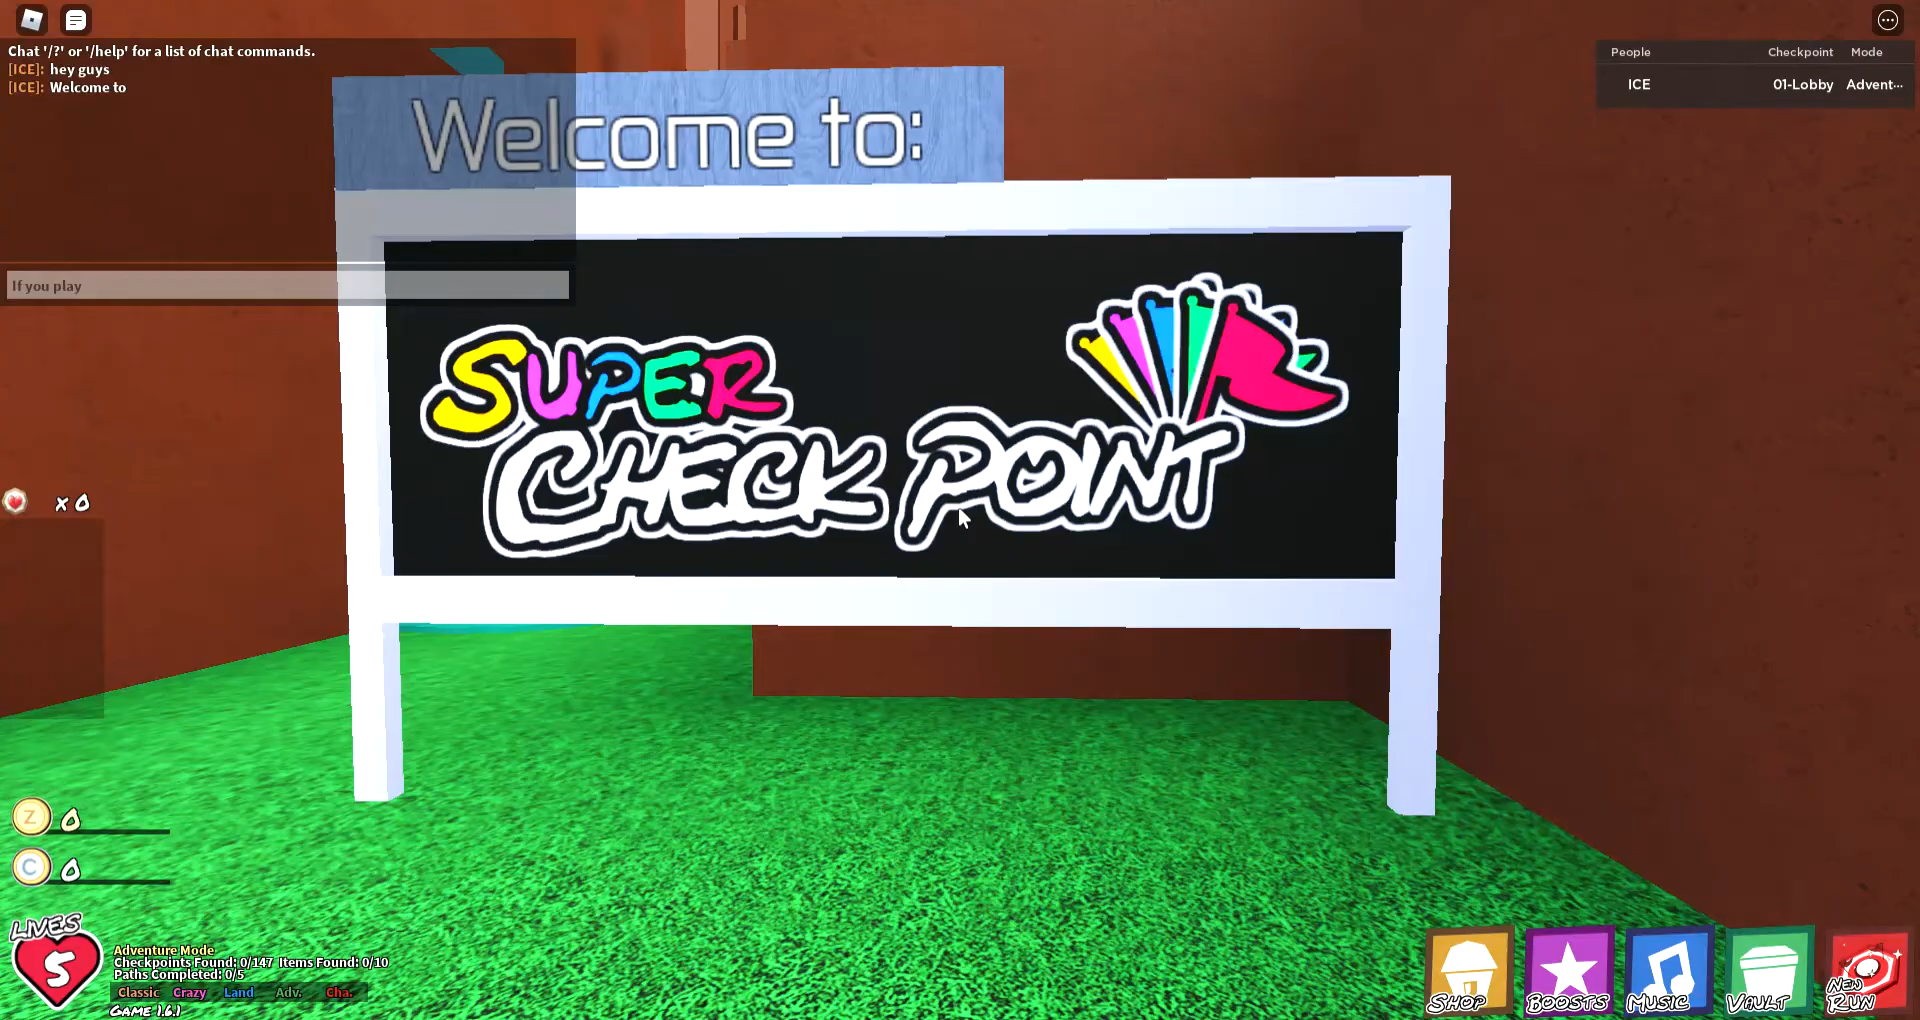 Chat '/?' or '/help' for a list of chat commands.
[ICE]: hey guys
[ICE]: Welcome to
If you play
People Checkpoint Mode
ICE 01-Lobby Advent...
Welcome to:
SUPER
CHECK POINT
x 0
Z 0
C 0
LIVES
5
Adventure Mode
Checkpoints Found: 0/147 Items Found: 0/10
Paths Completed: 0/5
Classic Crazy Land Adv. Cha.
GAME 1.6.1
SHOP
BOOSTS
MUSIC
VAULT
NEW
RUN